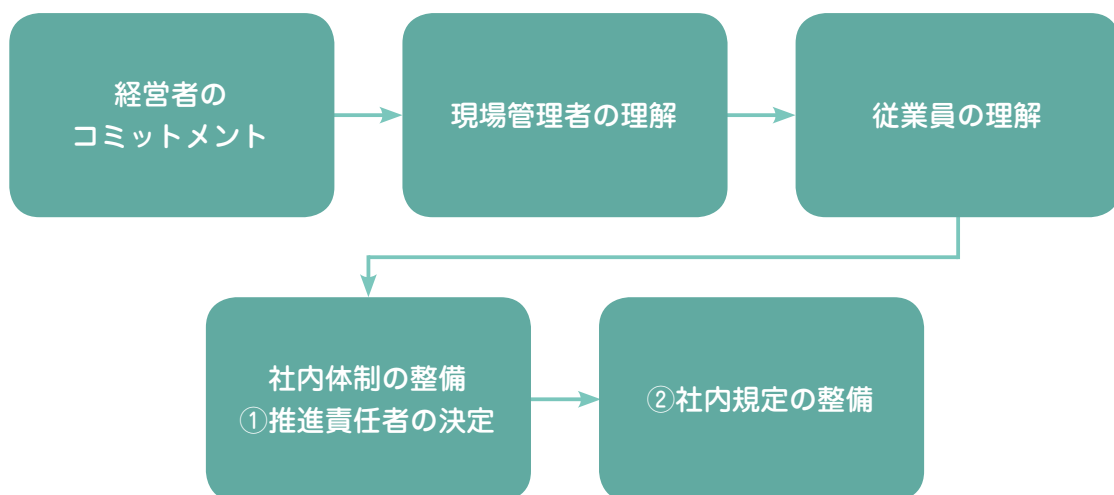 経営者の
コミットメント
現場管理者の理解
従業員の理解
社内体制の整備
①推進責任者の決定
②社内規定の整備